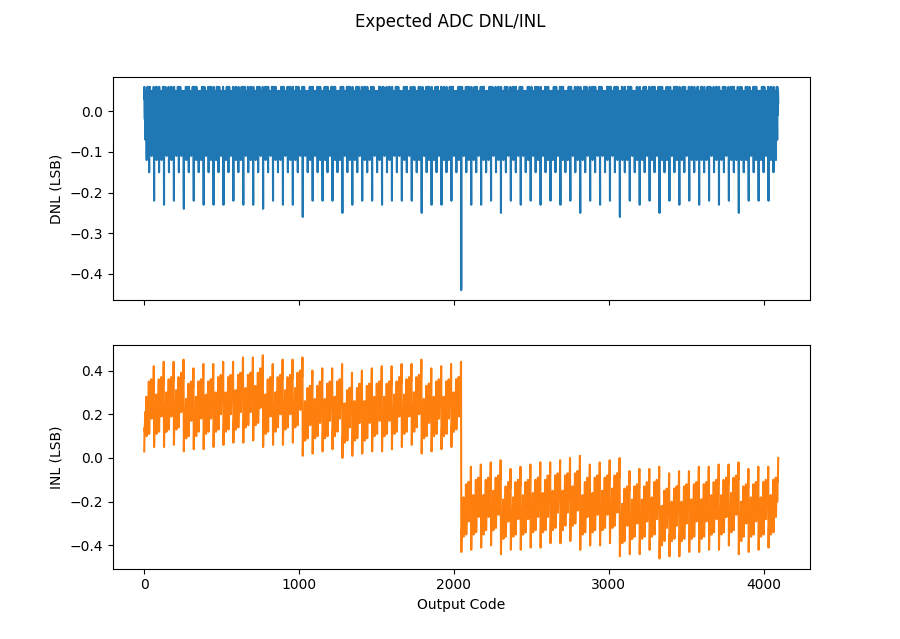 Expected ADC DNL/INL
0.0
−0.1
−0.2
−0.3
−0.4
DNL (LSB)
0.4
0.2
0.0
−0.2
−0.4
INL (LSB)
0 1000 2000 3000 4000
Output Code